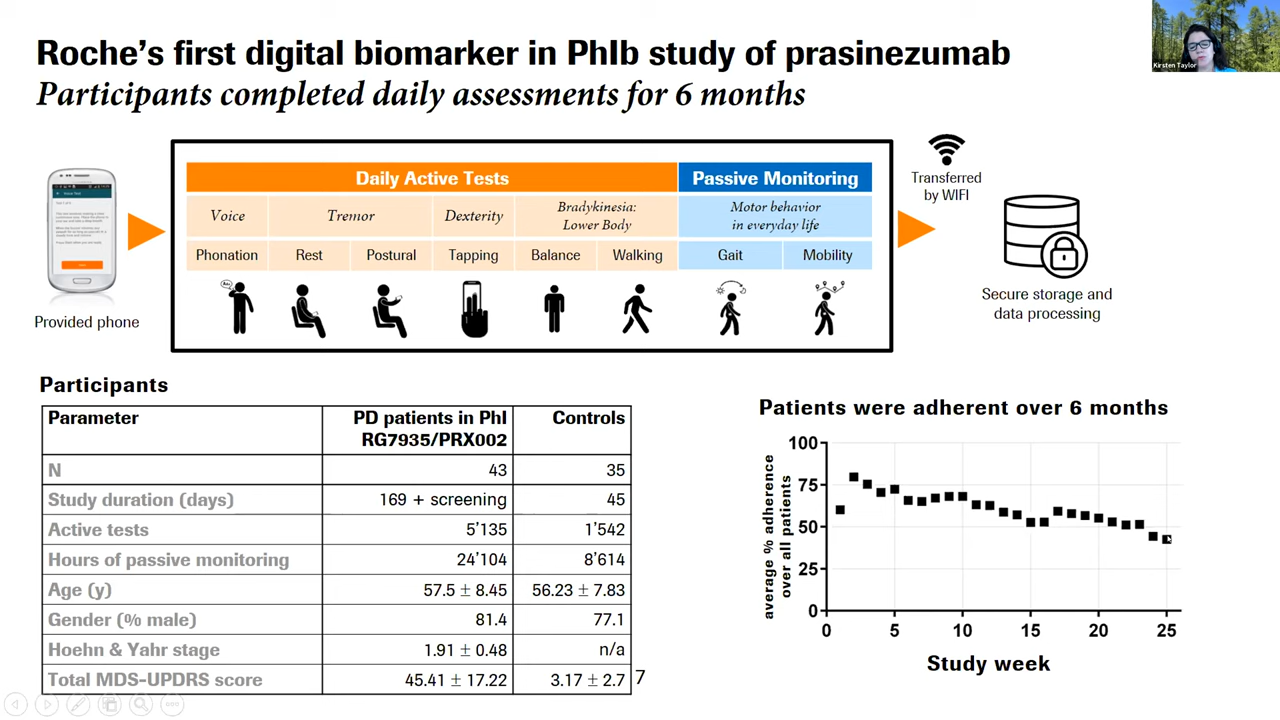 Roche's first digital biomarker in PhIb study of prasinezumab
Participants completed daily assessments for 6 months
Kirsten Taylor
Provided phone
Daily Active Tests
Passive Monitoring
Voice
Tremor
Dexterity
Bradykinesia:
Lower Body
Motor behavior
in everyday life
Phonation
Rest
Postural
Tapping
Balance
Walking
Gait
Mobility
Transferred
by WIFI
Secure storage and
data processing
Participants
Parameter
PD patients in PhI
RG7935/PRX002
Controls
N
43
35
Study duration (days)
169 + screening
45
Active tests
5'135
1'542
Hours of passive monitoring
24'104
8'614
Age (y)
57.5 ± 8.45
56.23 ± 7.83
Gender (% male)
81.4
77.1
Hoehn & Yahr stage
1.91 ± 0.48
n/a
Total MDS-UPDRS score
45.41 ± 17.22
3.17 ± 2.7
7
Patients were adherent over 6 months
average % adherence
over all patients
100
75
50
25
0
0
5
10
15
20
25
Study week